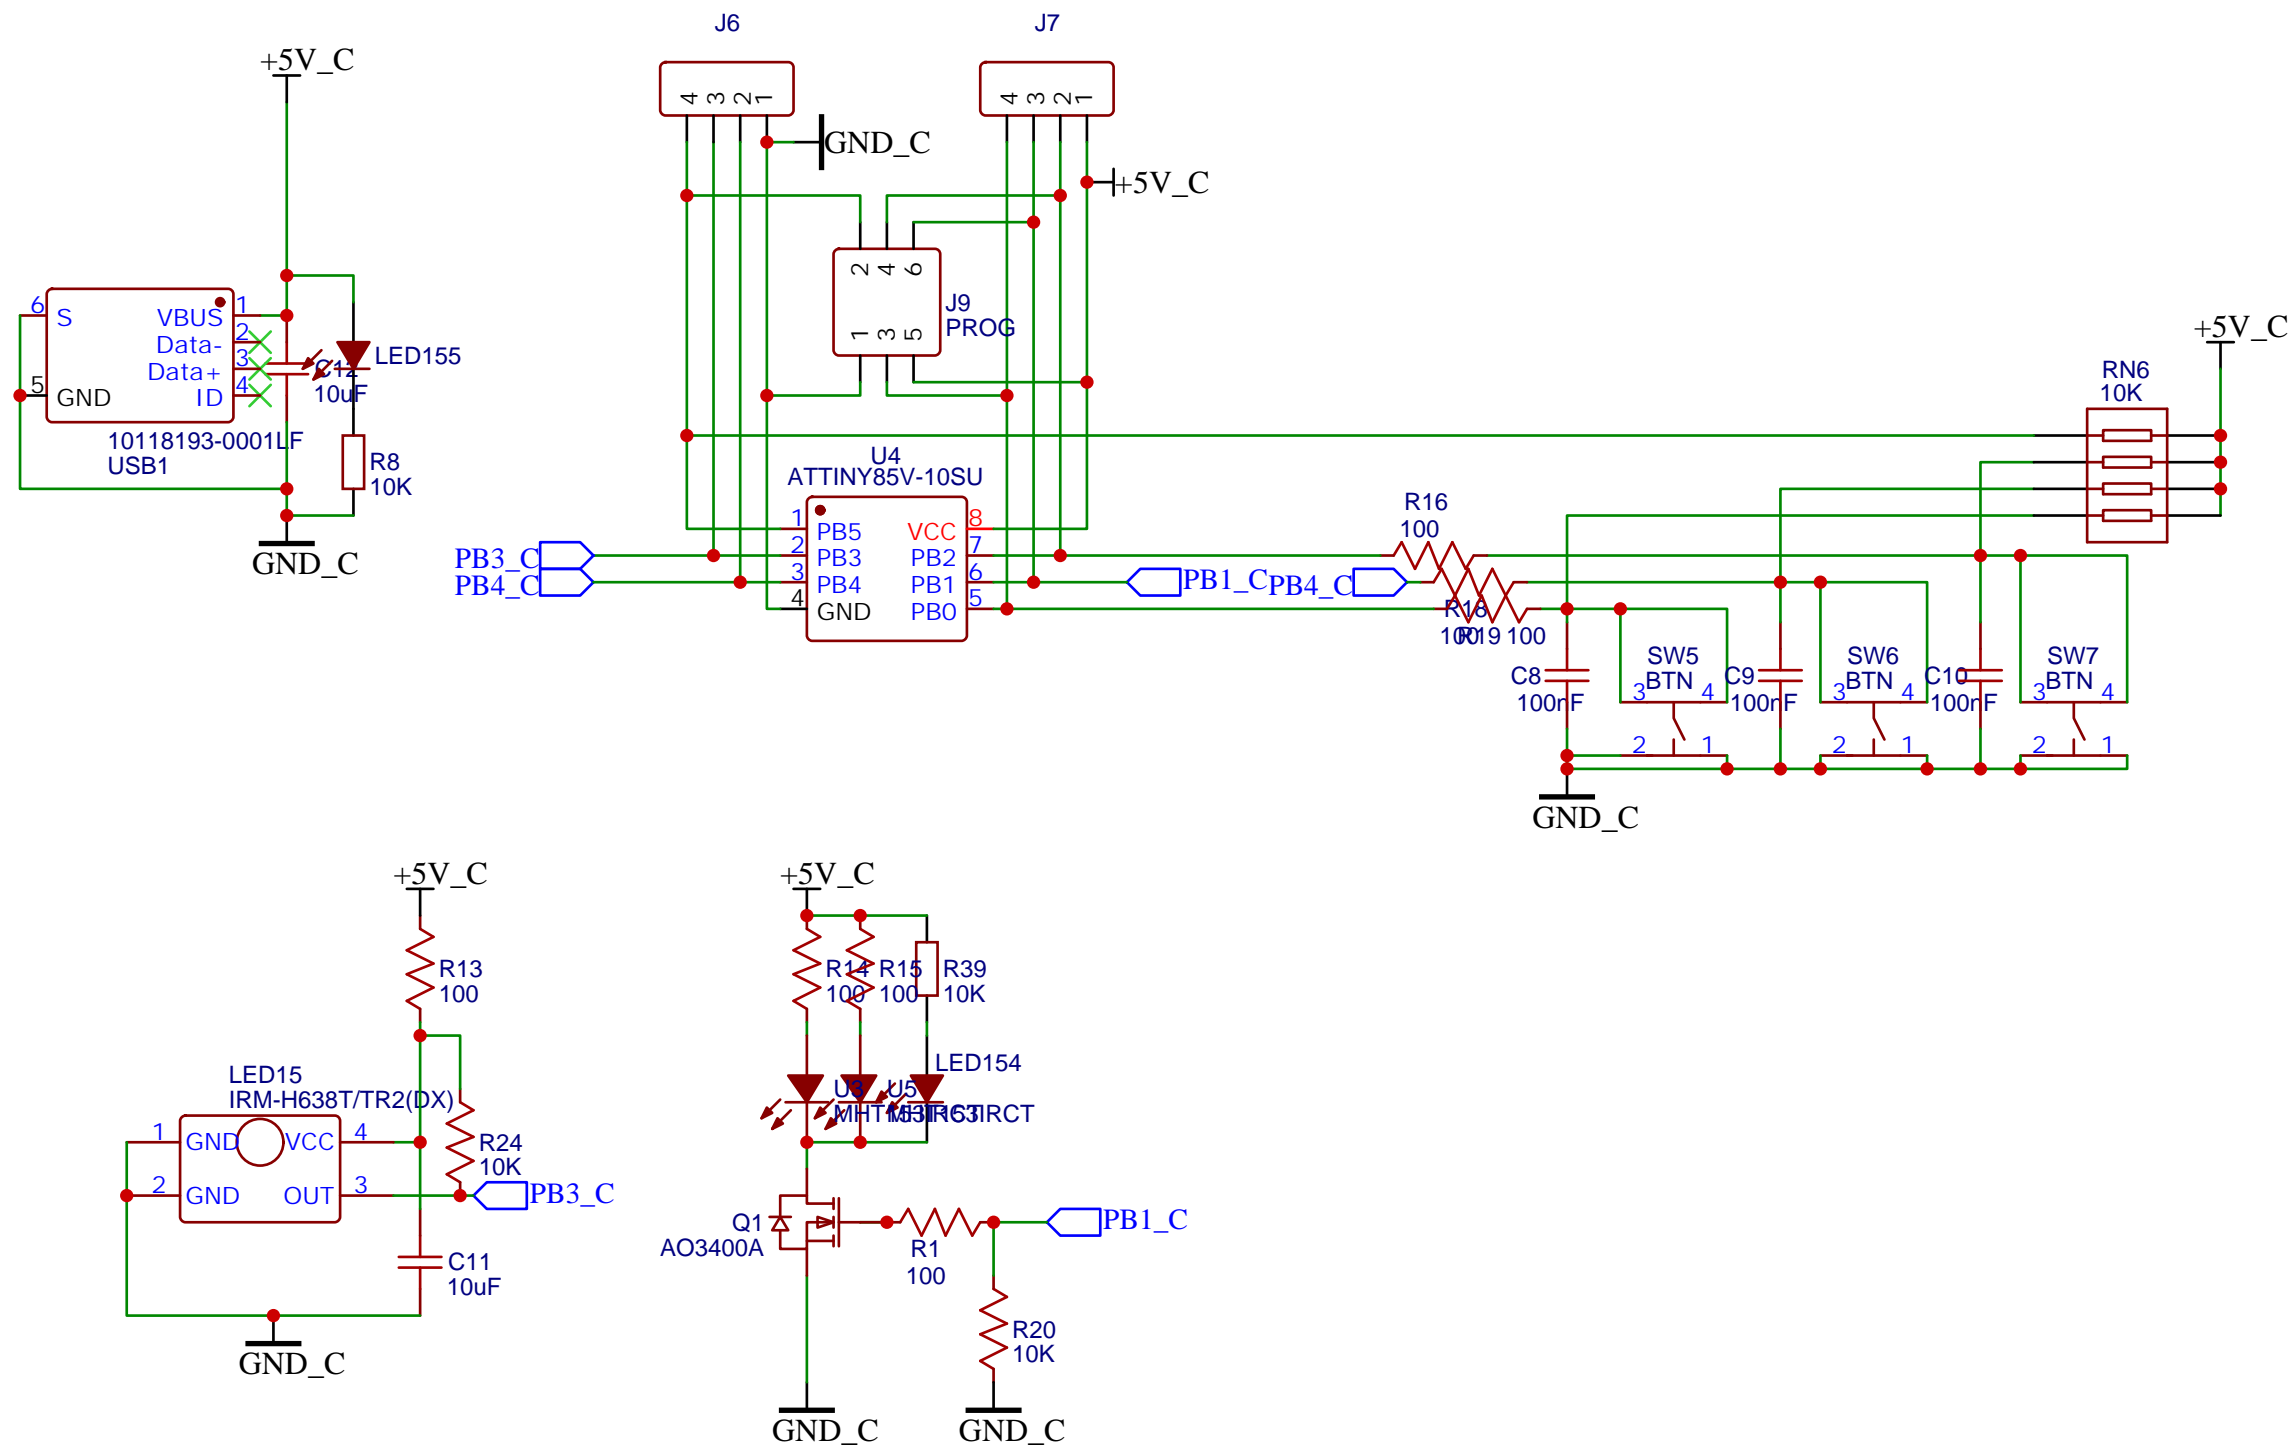 J6
J7
+5V_C
4 3 2 1
4 3 2 1
GND_C
+5V_C
2 4 6
J9
PROG
1 3 5
6 S
VBUS 1
Data- 2
Data+ 3
ID 4
5 GND
C12
10uF
LED155
10118193-0001LF
USB1
R8
10K
GND_C
+5V_C
RN6
10K
U4
ATTINY85V-10SU
1 PB5
VCC 8
2 PB3
PB2 7
3 PB4
PB1 6
4 GND
PB0 5
PB3_C
PB4_C
PB1_C
PB4_C
R16
100
R18
100
R19 100
C8
100nF
SW5
BTN
3 4
2 1
C9
100nF
SW6
BTN
3 4
2 1
C10
100nF
SW7
BTN
3 4
2 1
GND_C
+5V_C
R13
100
LED15
IRM-H638T/TR2(DX)
1 GND
VCC 4
2 GND
OUT 3
R24
10K
PB3_C
C11
10uF
GND_C
+5V_C
R14
100
R15
100
R39
10K
LED154
U3
MHT153IRCT
U5
MHT153IRCT
Q1
AO3400A
R1
100
PB1_C
R20
10K
GND_C
GND_C